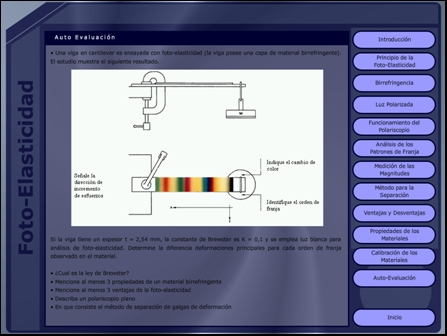 Foto-Elasticidad
Auto Evaluación
• Una viga en cantiliever es ensayada con foto-elasticidad (la viga posee una capa de material birrefringente).
El estudio muestra el siguiente resultado.
Señale la
dirección de
incremento
de esfuerzos
Indique el cambio de
color
Identifique el orden de
franja
Si la viga tiene un espesor t = 2,54 mm, la constante de Brewster es K = 0,1 y se emplea luz blanca para
análisis de foto-elasticidad. Determine la diferencia deformaciones principales para cada orden de franja
observado en el material.
• ¿Cual es la ley de Brewster?
• Mencione al menos 3 propiedades de un material birrefringente
• Mencione al menos 3 ventajas de la foto-elasticidad
• Describa un polariscopio plano
• En que consiste el método de separación de galgas de deformación
Introducción
Principio de la
Foto-Elasticidad
Birrefringencia
Luz Polarizada
Funcionamiento del
Polariscopio
Análisis de los
Patrones de Franja
Medición de las
Magnitudes
Método para la
Separación
Ventajas y Desventajas
Propiedades de los
Materiales
Calibración de los
Materiales
Auto-Evaluación
Inicio